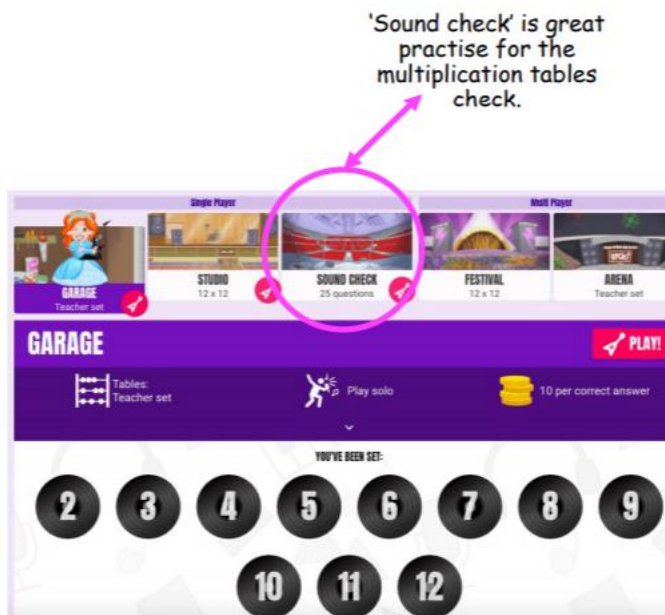 'Sound check' is great
practise for the
multiplication tables
check.
Single Player
Multi Player
GARAGE
Teacher set
STUDIO
12 x 12
SOUND CHECK
25 questions
FESTIVAL
12 x 12
ARENA
Teacher set
GARAGE
PLAY!
Tables:
Teacher set
Play solo
10 per correct answer
YOU'VE BEEN SET:
2 3 4 5 6 7 8 9
10 11 12